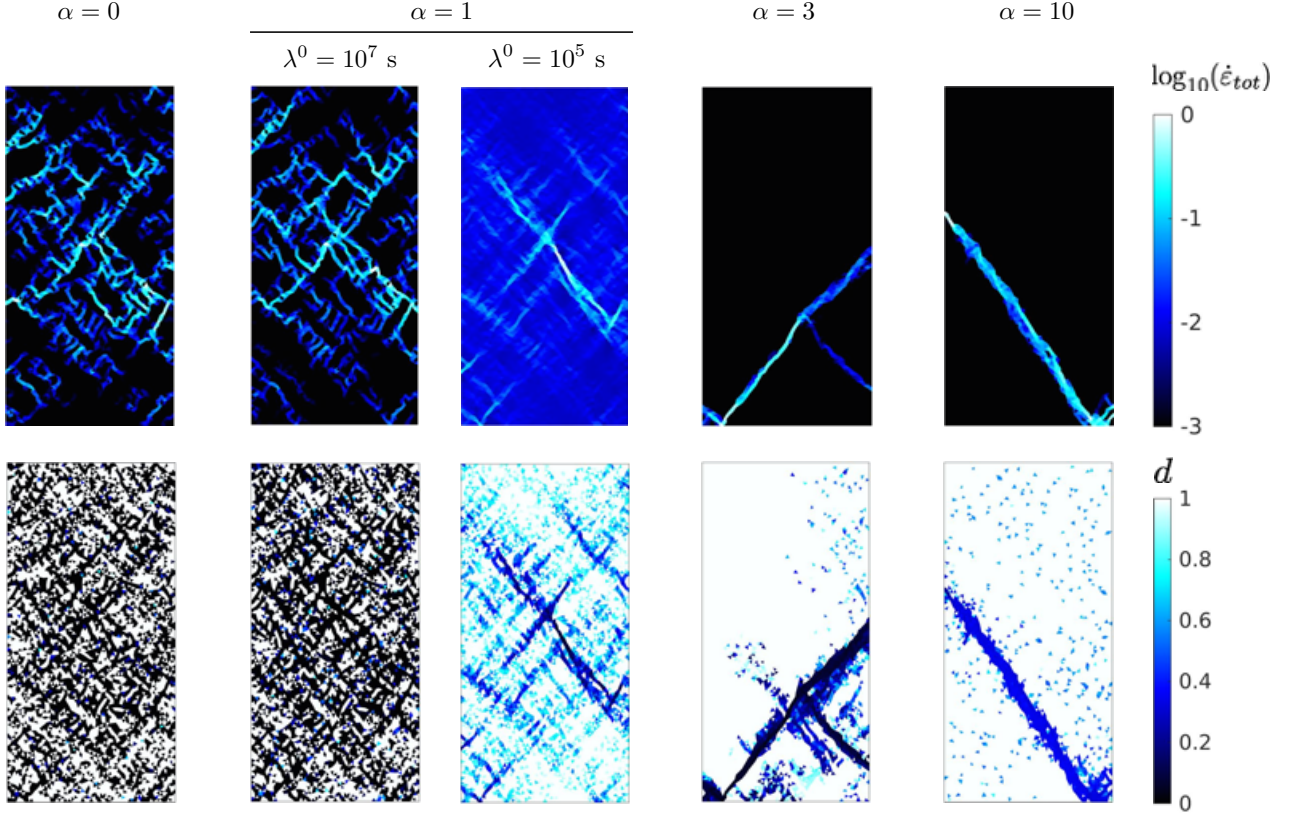 α = 0 α = 1 α = 3 α = 10
λ⁰ = 10⁷ s λ⁰ = 10⁵ s
log₁₀(ε̇ₜₒₜ)
0
-1
-2
-3
d
1
0.8
0.6
0.4
0.2
0